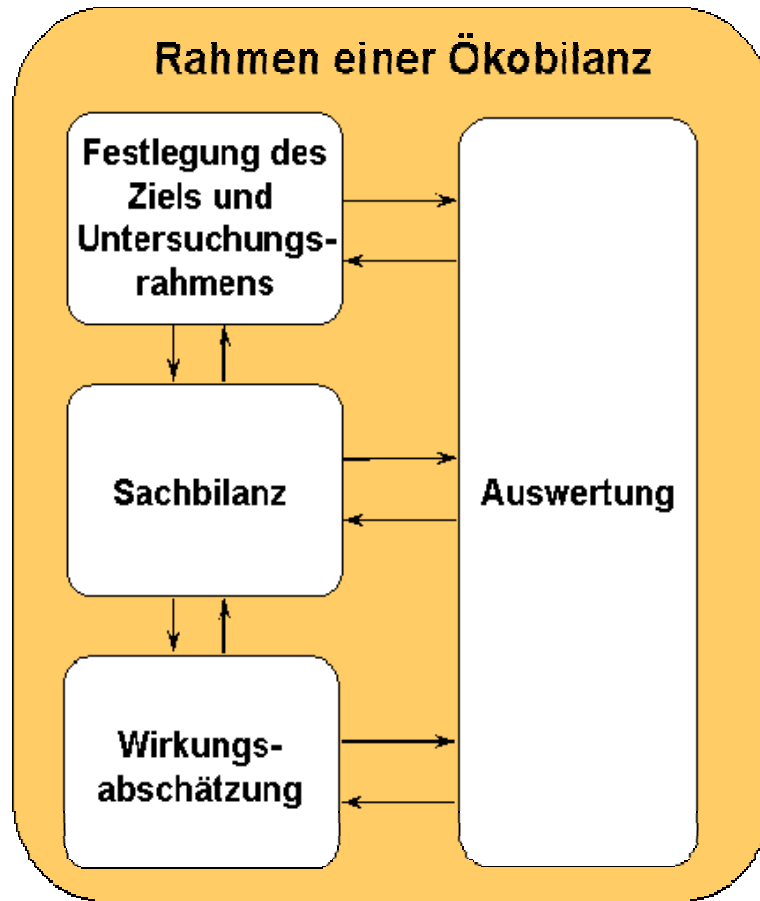 Rahmen einer Ökobilanz
Festlegung des
Ziels und
Untersuchungs-
rahmens
Sachbilanz
Auswertung
Wirkungs-
abschätzung